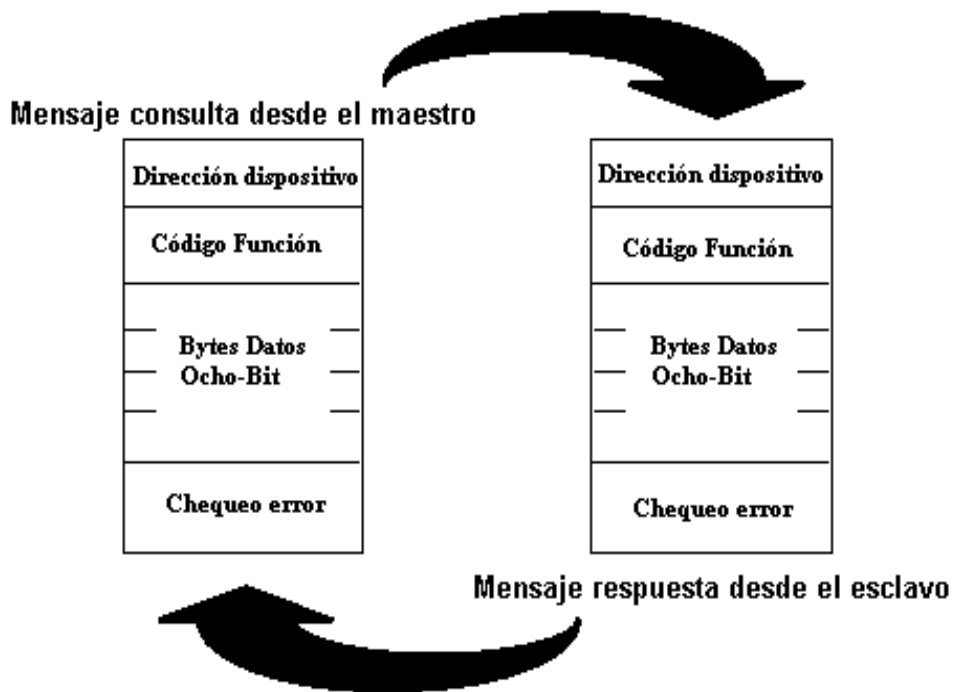 Mensaje consulta desde el maestro
Dirección dispositivo
Código Función
Bytes Datos
Ocho-Bit
Chequeo error
Dirección dispositivo
Código Función
Bytes Datos
Ocho-Bit
Chequeo error
Mensaje respuesta desde el esclavo